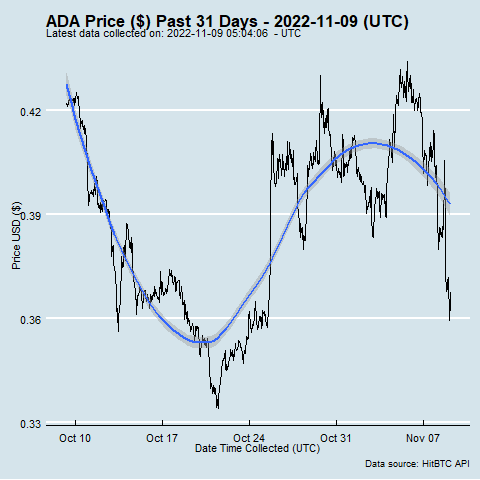 ADA Price ($) Past 31 Days - 2022-11-09 (UTC)
Latest data collected on: 2022-11-09 05:04:06 - UTC
0.42
0.39
0.36
0.33
Price USD ($)
Oct 10 Oct 17 Oct 24 Oct 31 Nov 07
Date Time Collected (UTC)
Data source: HitBTC API